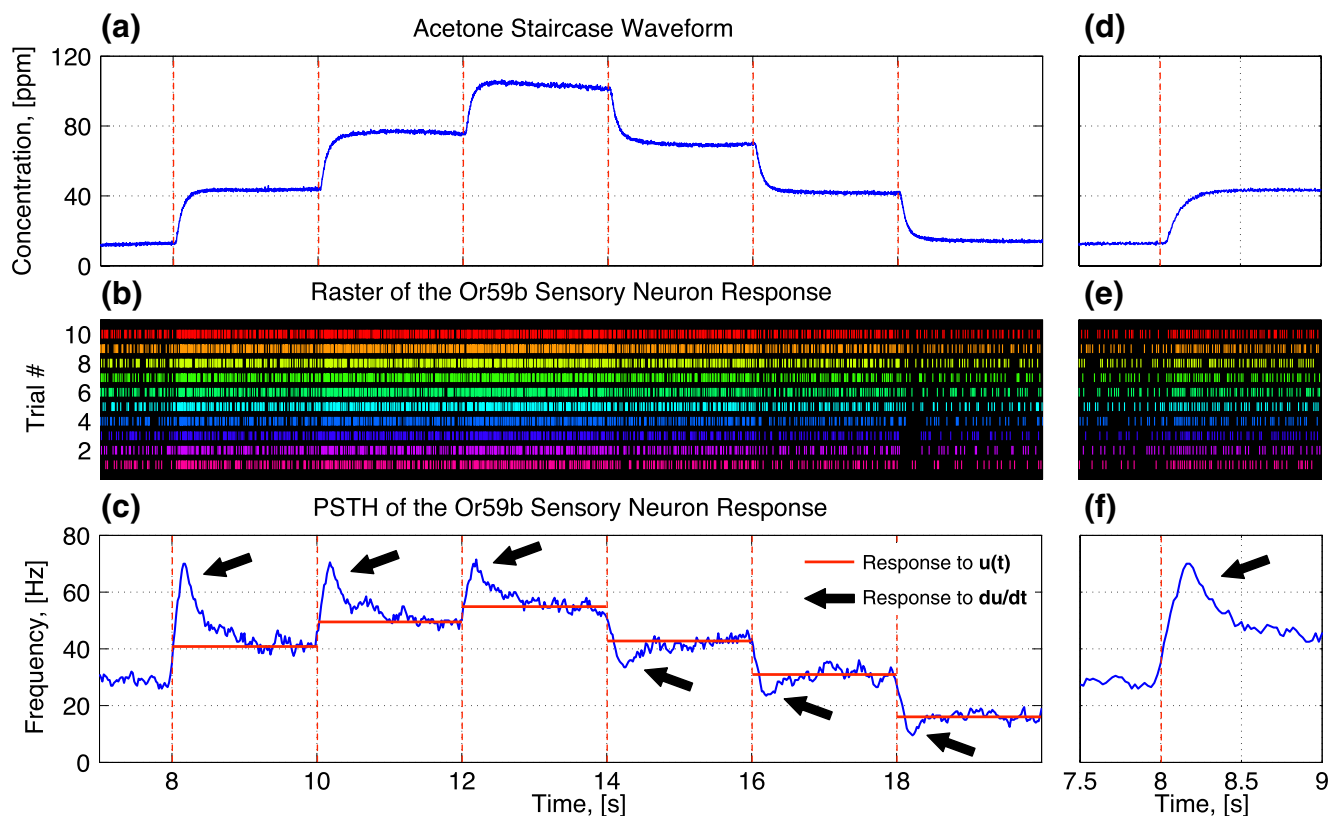 (a)
Acetone Staircase Waveform
(d)
Concentration, [ppm]
120
80
40
0
(b)
Raster of the Or59b Sensory Neuron Response
(e)
Trial #
10
8
6
4
2
(c)
PSTH of the Or59b Sensory Neuron Response
(f)
Frequency, [Hz]
80
60
40
20
0
Response to u(t)
Response to du/dt
8
10
12
14
16
18
Time, [s]
7.5
8
8.5
9
Time, [s]